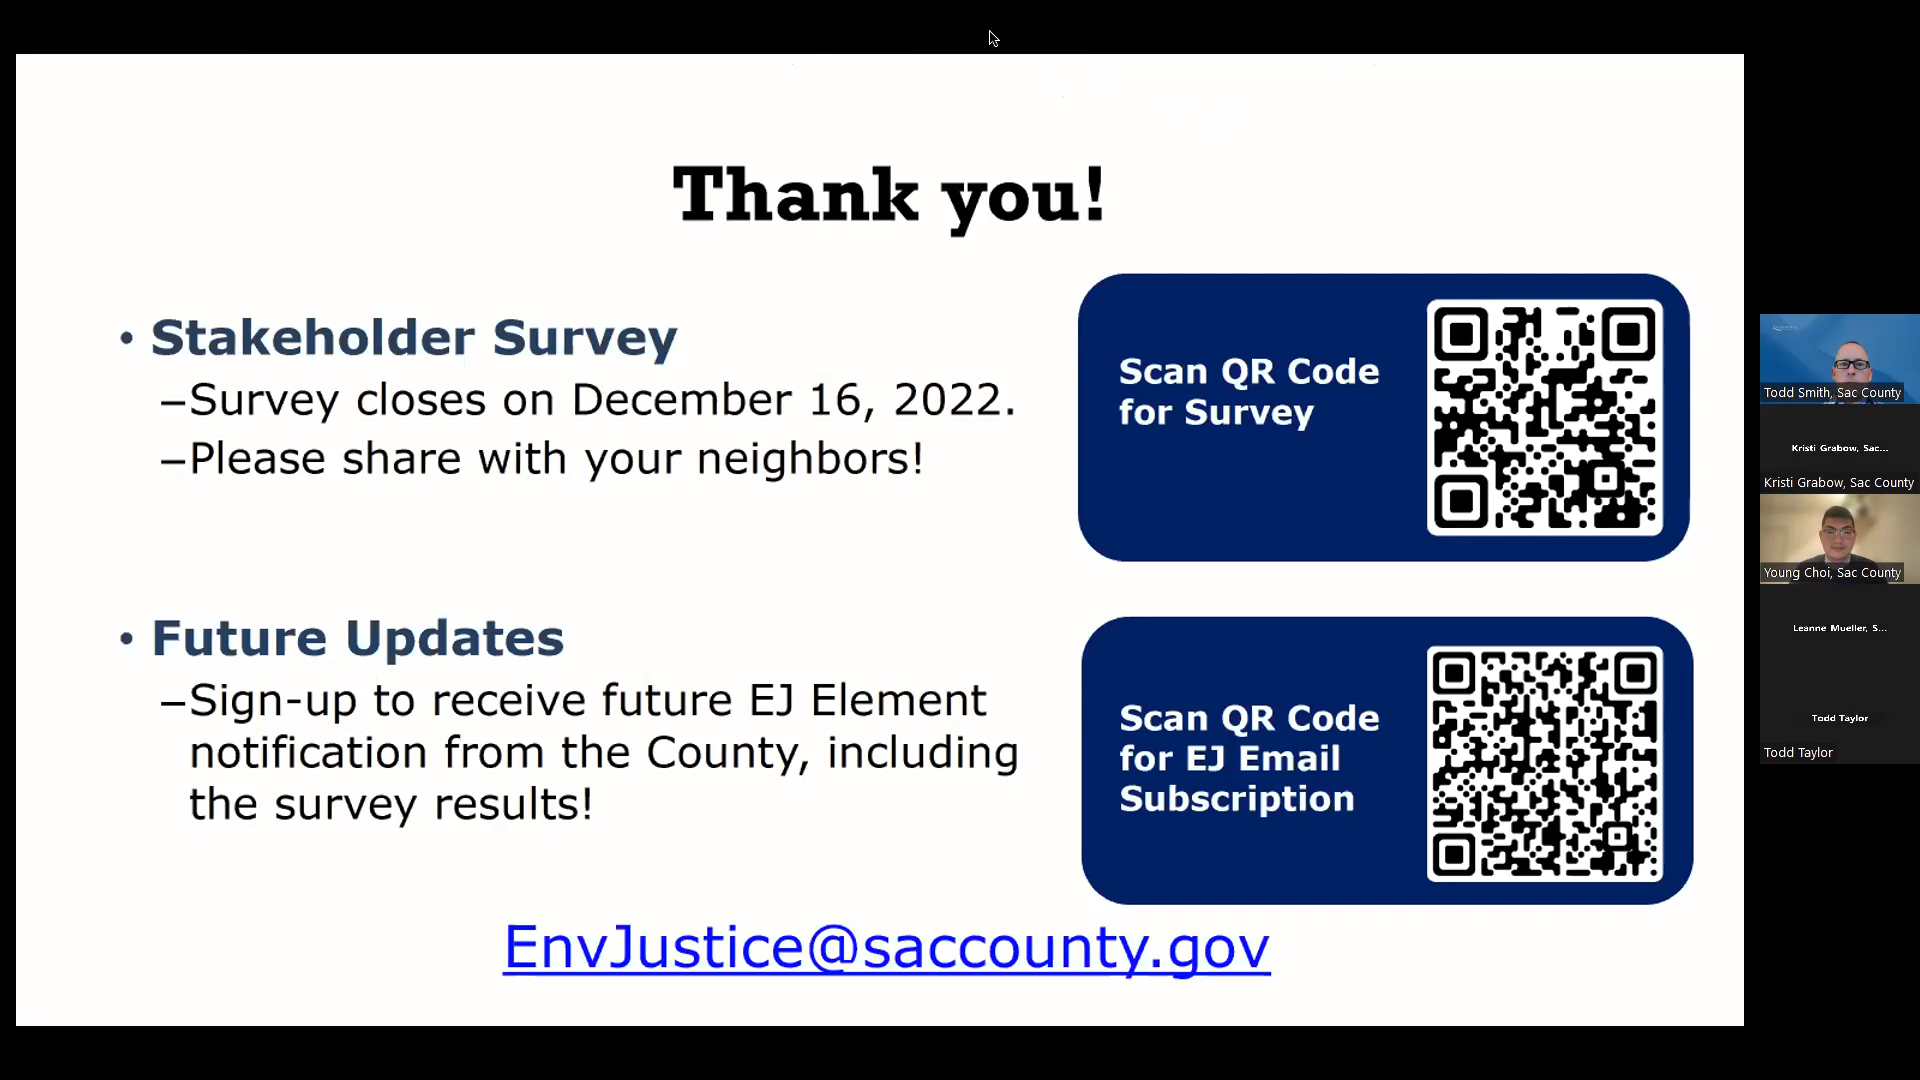 Thank you!
• Stakeholder Survey
–Survey closes on December 16, 2022.
–Please share with your neighbors!
Scan QR Code
for Survey
• Future Updates
–Sign-up to receive future EJ Element
notification from the County, including
the survey results!
Scan QR Code
for EJ Email
Subscription
EnvJustice@saccounty.gov
Todd Smith, Sac County
Kristi Grabow, Sac...
Kristi Grabow, Sac County
Young Choi, Sac County
Leanne Mueller, S...
Todd Taylor
Todd Taylor